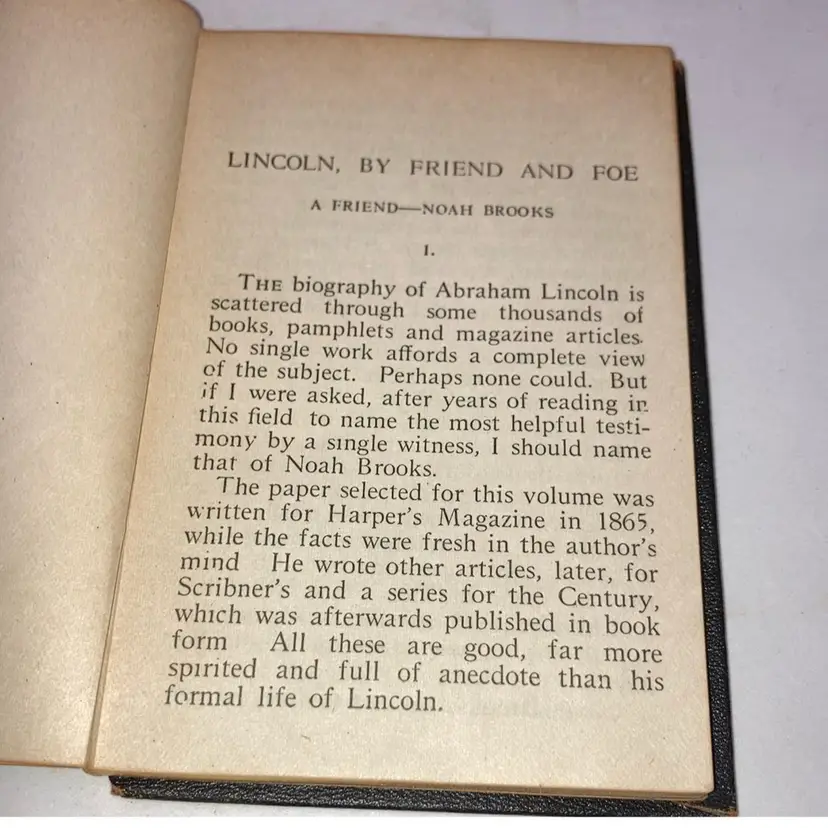 LINCOLN, BY FRIEND AND FOE
A FRIEND—NOAH BROOKS
1.
THE biography of Abraham Lincoln is
scattered through some thousands of
books, pamphlets and magazine articles.
No single work affords a complete view
of the subject. Perhaps none could. But
if I were asked, after years of reading in
this field to name the most helpful testi-
mony by a single witness, I should name
that of Noah Brooks.
The paper selected for this volume was
written for Harper's Magazine in 1865,
while the facts were fresh in the author's
mind He wrote other articles, later, for
Scribner's and a series for the Century,
which was afterwards published in book
form All these are good, far more
spirited and full of anecdote than his
formal life of Lincoln.